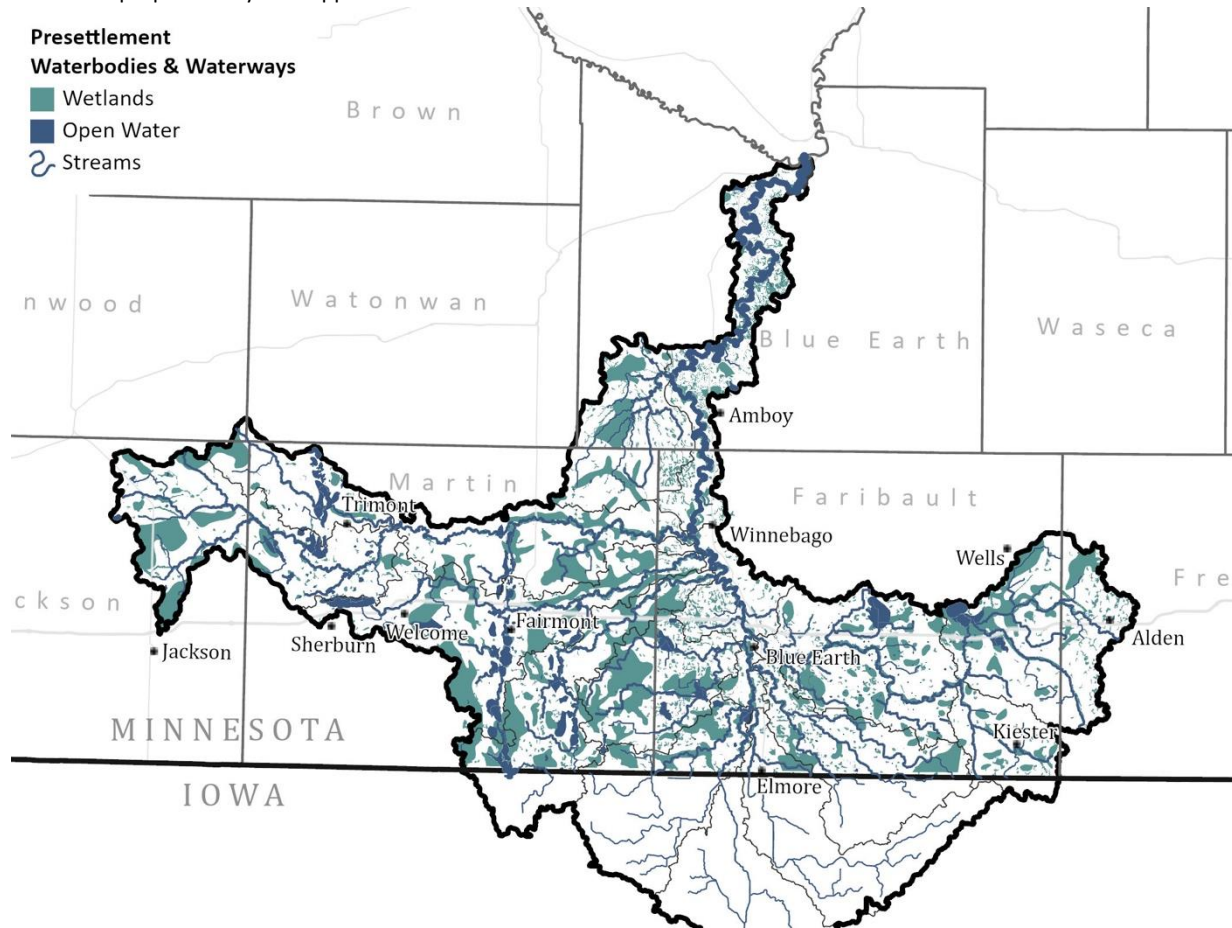 Presettlement
Waterbodies & Waterways
Wetlands
Open Water
Streams
Brown
nwood
Watonwan
Blue Earth
Waseca
Amboy
Martin
Faribault
Trimont
Winnebago
Wells
Fre
ckson
Sherburn
Welcome
Fairmont
Jackson
Blue Earth
Alden
Kiester
MINNESOTA
IOWA
Elmore